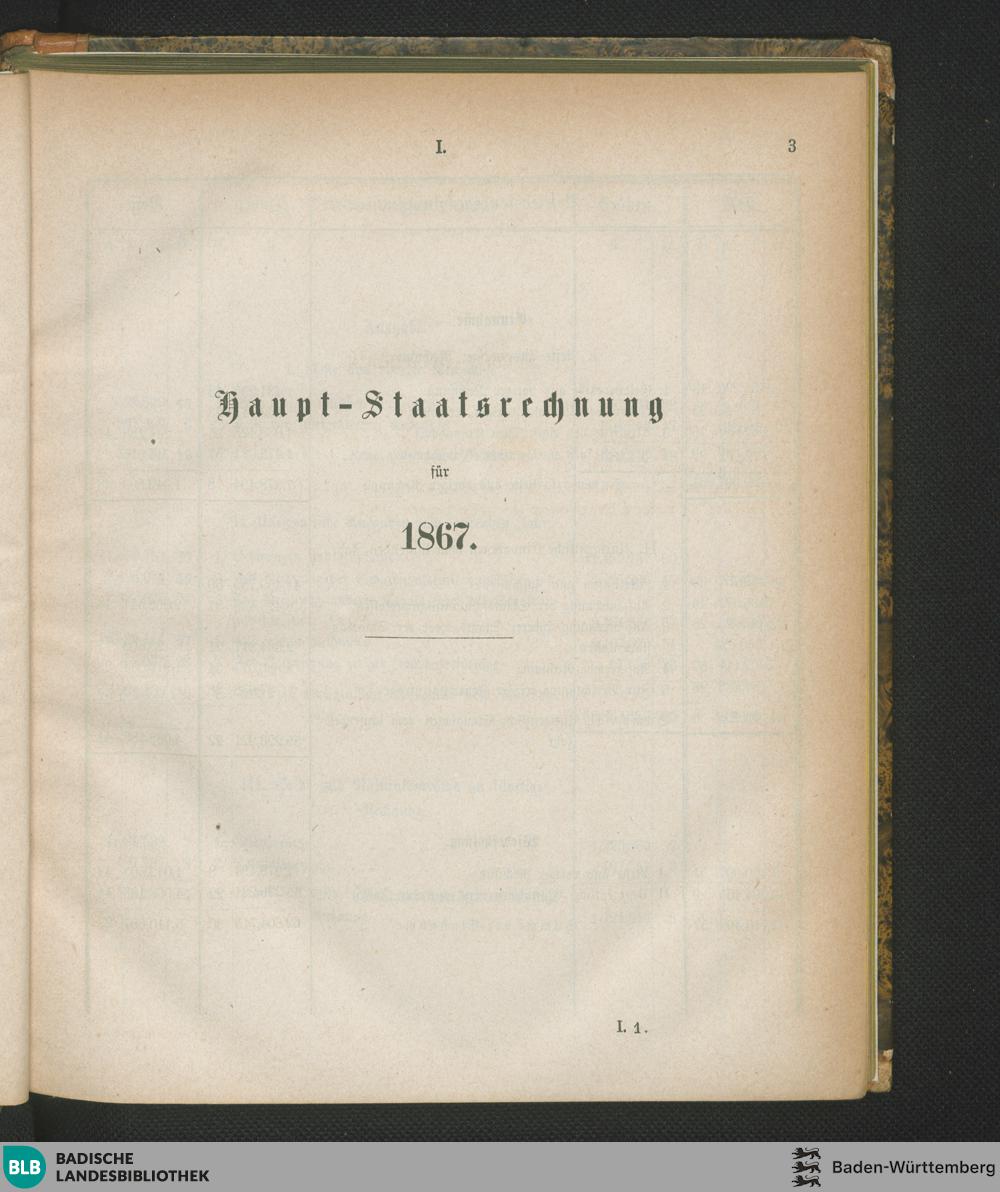 I.
3
Haupt-Staatsrechnung
für
1867.
I. 1.
BLB
BADISCHE
LANDESBIBLIOTHEK
Baden-Württemberg